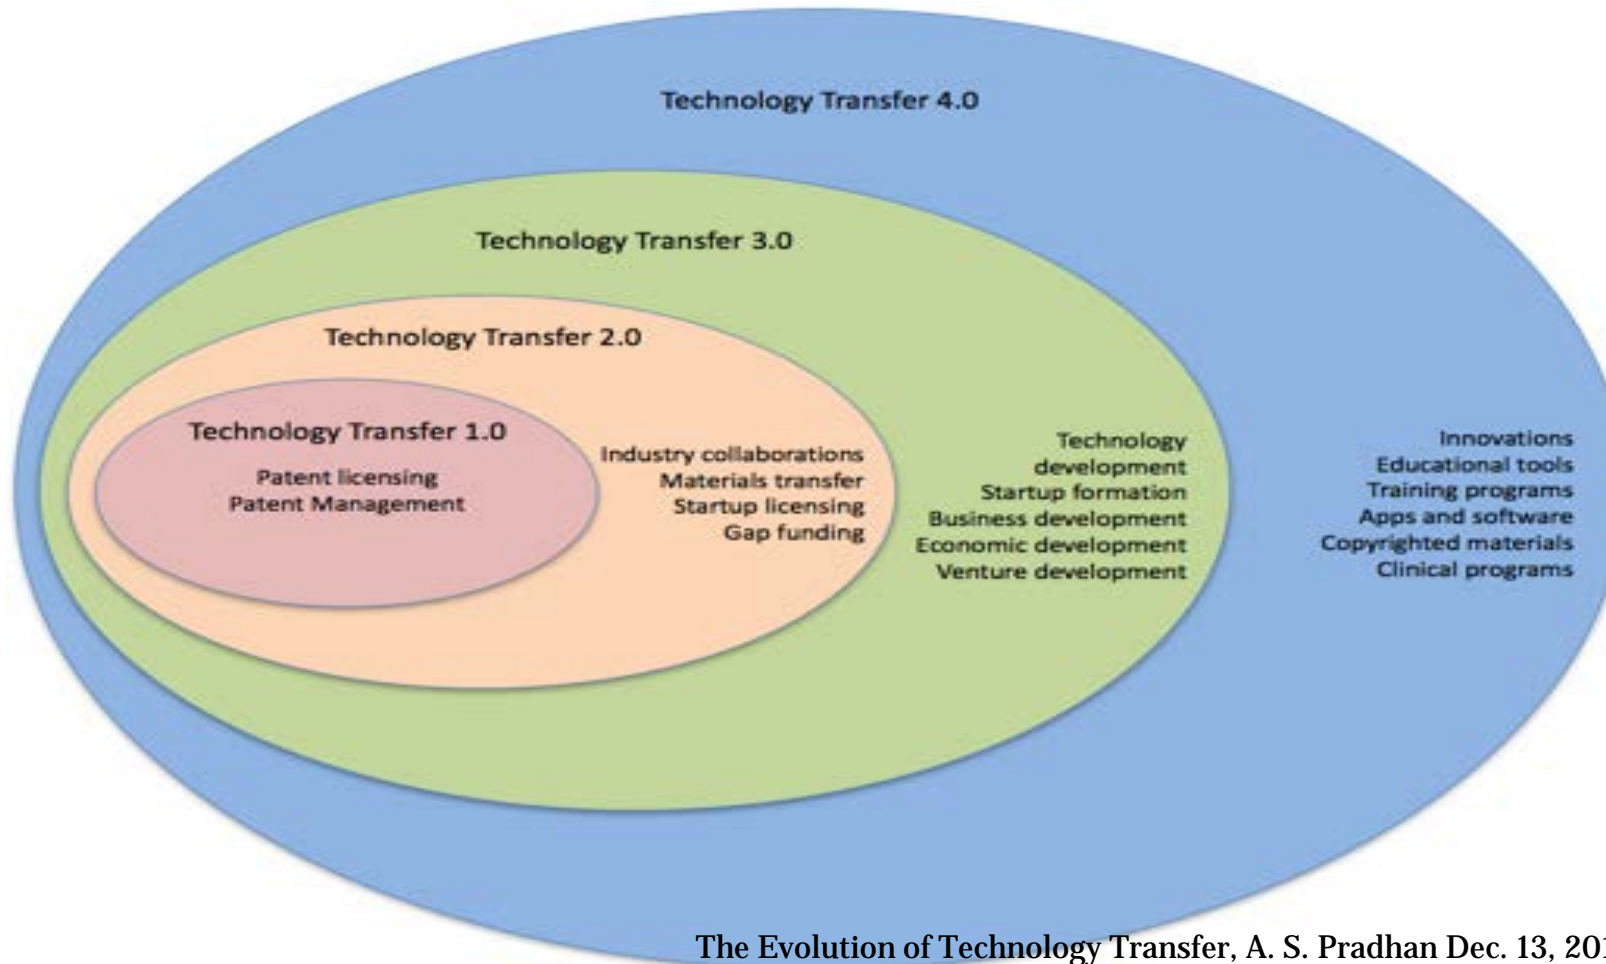 Technology Transfer 4.0
Technology Transfer 3.0
Technology Transfer 2.0
Technology Transfer 1.0
Patent licensing
Patent Management
Industry collaborations
Materials transfer
Startup licensing
Gap funding
Technology
development
Startup formation
Business development
Economic development
Venture development
Innovations
Educational tools
Training programs
Apps and software
Copyrighted materials
Clinical programs
The Evolution of Technology Transfer, A. S. Pradhan Dec. 13,